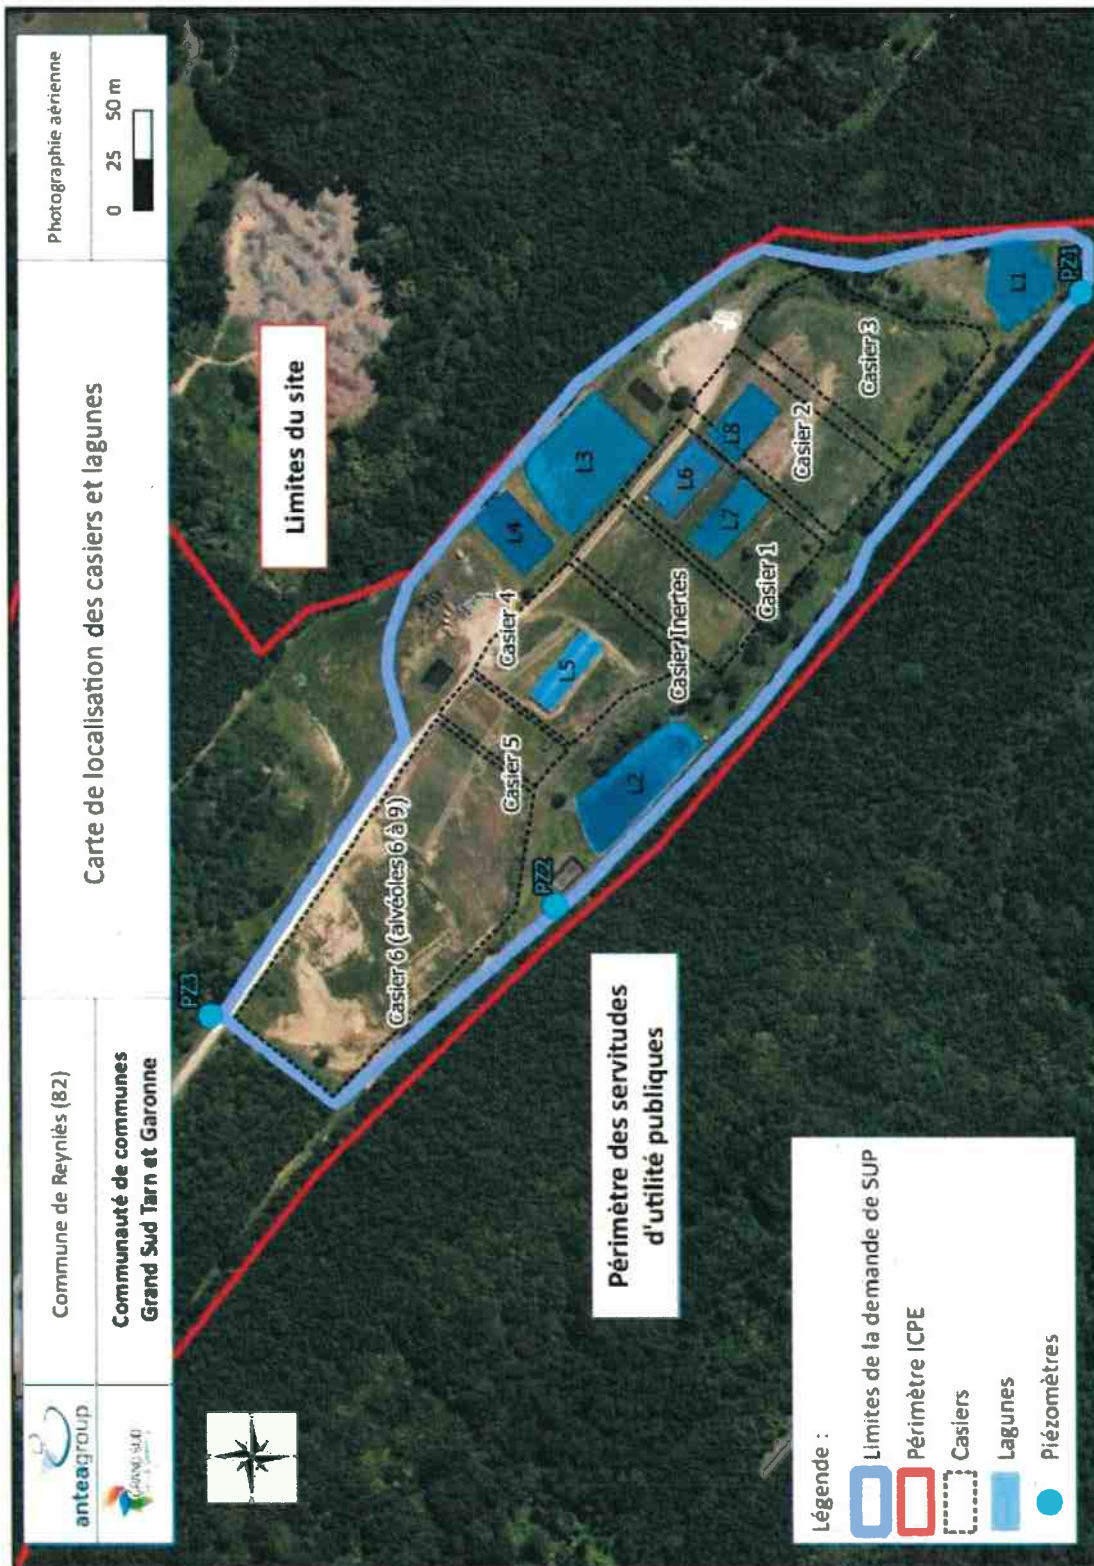 anteagroup
GRAND SUD
Commune de Reyniès (82)
Communauté de communes
Grand Sud Tarn et Garonne
Carte de localisation des casiers et lagunes
Photographie aérienne
0 25 50 m
Limites du site
Périmètre des servitudes
d'utilité publiques
PZ3
PZ2
PZ1
Casier 6 (alvéoles 6 à 9)
Casier 5
Casier 4
Casier Inertes
Casier 1
Casier 2
Casier 3
L1
L2
L3
L4
L5
L6
L7
L8
Légende :
Limites de la demande de SUP
Périmètre ICPE
Casiers
Lagunes
Piézomètres